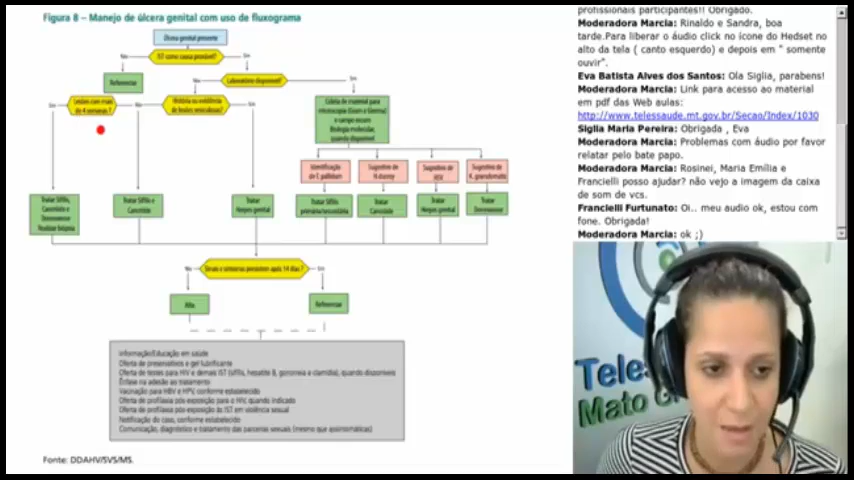 Figura 8 – Manejo de úlcera genital com uso de fluxograma
Úlcera genital presente
IST como causa provável?
Não
Sim
Referenciar
Laboratório disponível?
Não
Sim
Lesões com mais
de 4 semanas?
Sim
Não
História ou evidência
de lesões vesiculosas?
Sim
Coleta de material para
microscopia (Gram e Giemsa)
e campo escuro
Biologia molecular,
quando disponível
Identificação
de T. pallidum
Sugestivo de
H. ducreyi
Sugestivo de
HSV
Sugestivo de
K. granulomatis
Tratar Sífilis,
Cancroide e
Donovanose
Realizar biópsia
Tratar Sífilis e
Cancroide
Tratar
Herpes genital
Tratar Sífilis
primária/secundária
Tratar
Cancroide
Tratar
Herpes genital
Tratar
Donovanose
Sinais e sintomas persistem após 14 dias?
Não
Sim
Alta
Referenciar
Informação/Educação em saúde
Oferta de preservativos e gel lubrificante
Oferta de testes para HIV e demais IST (sífilis, hepatite B, gonorreia e clamídia), quando disponíveis
Ênfase na adesão ao tratamento
Vacinação para HBV e HPV, conforme estabelecido
Oferta de profilaxia pós-exposição para o HIV, quando indicado
Oferta de profilaxia pós-exposição às IST em violência sexual
Notificação do caso, conforme estabelecido
Comunicação, diagnóstico e tratamento das parcerias sexuais (mesmo que assintomáticas)
Fonte: DDAHV/SVS/MS.
profissionais participantes!! Obrigado.
Moderadora Marcia: Rinaldo e Sandra, boa
tarde.Para liberar o áudio click no ícone do Hedset no
alto da tela ( canto esquerdo) e depois em " somente
ouvir".
Eva Batista Alves dos Santos: Ola Siglia, parabens!
Moderadora Marcia: Link para acesso ao material
em pdf das Web aulas:
http://www.telessaude.mt.gov.br/Secao/Index/1030
Siglia Maria Pereira: Obrigada , Eva
Moderadora Marcia: Problemas com áudio por favor
relatar pelo bate papo.
Moderadora Marcia: Rosinei, Maria Emília e
Francielli posso ajudar? não vejo a imagem da caixa
de som de vcs.
Francielli Furtunato: Oi.. meu audio ok, estou com
fone. Obrigada!
Moderadora Marcia: ok ;)
Teles
Mato G